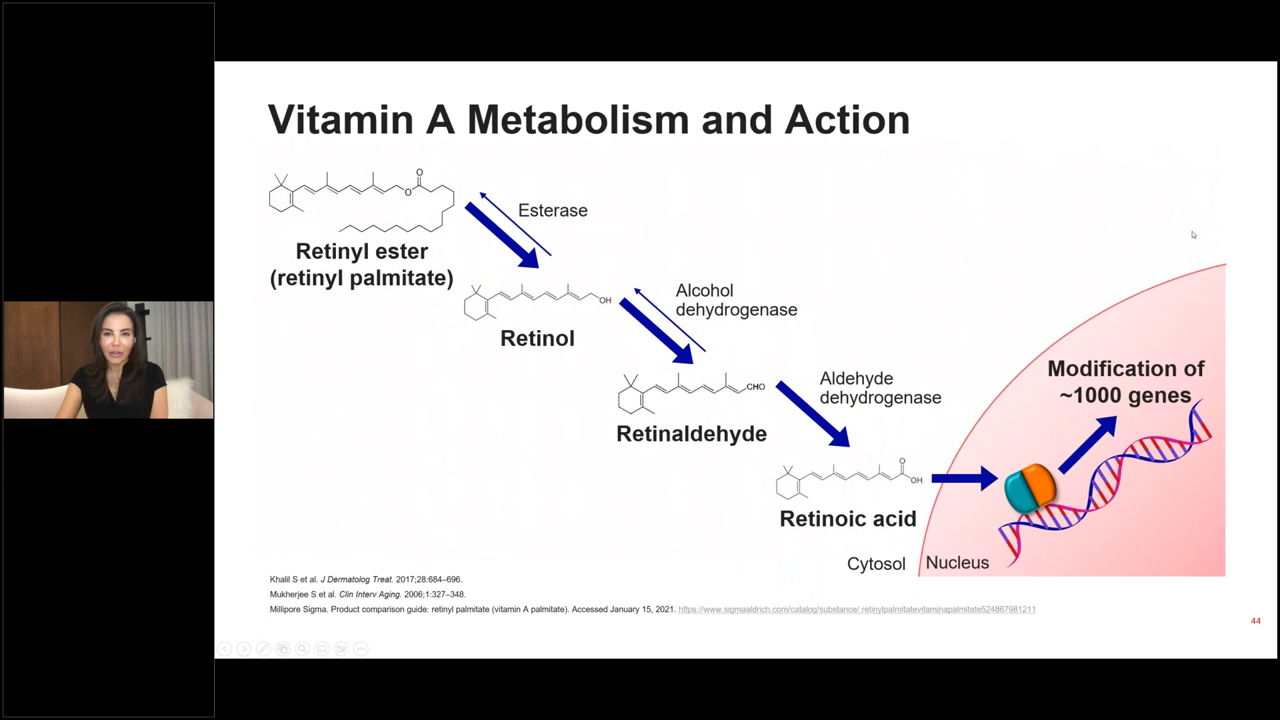 Vitamin A Metabolism and Action
O
O
Esterase
Retinyl ester
(retinyl palmitate)
OH
Alcohol
dehydrogenase
Retinol
CHO
Aldehyde
dehydrogenase
Retinaldehyde
Modification of
~1000 genes
O
OH
Retinoic acid
Cytosol
Nucleus
Khalil S et al. J Dermatolog Treat. 2017;28:684–696.
Mukherjee S et al. Clin Interv Aging. 2006;1:327–348.
Millipore Sigma. Product comparison guide: retinyl palmitate (vitamin A palmitate). Accessed January 15, 2021. https://www.sigmaaldrich.com/catalog/substance/ retinylpalmitatevitaminapalmitate524867981211
44